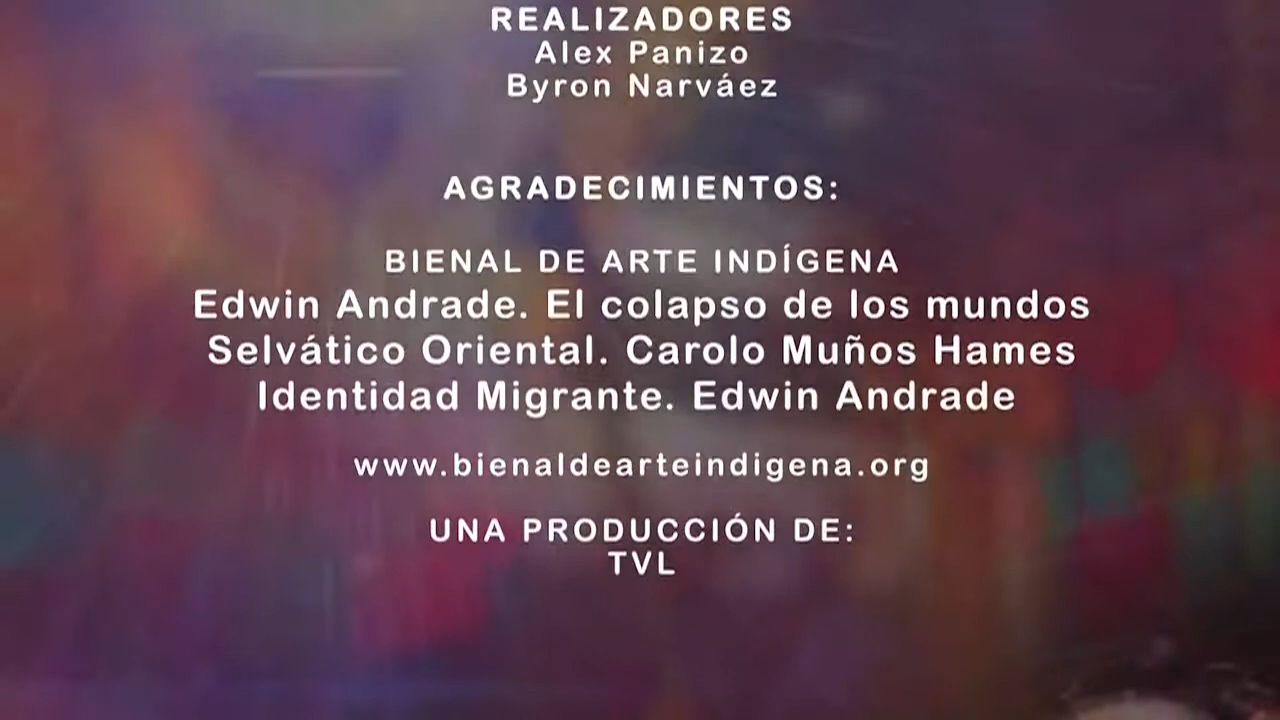 REALIZADORES
Alex Panizo
Byron Narváez
AGRADECIMIENTOS:
BIENAL DE ARTE INDÍGENA
Edwin Andrade. El colapso de los mundos
Selvático Oriental. Carolo Muños Hames
Identidad Migrante. Edwin Andrade
www.bienaldearteindigena.org
UNA PRODUCCIÓN DE:
TVL